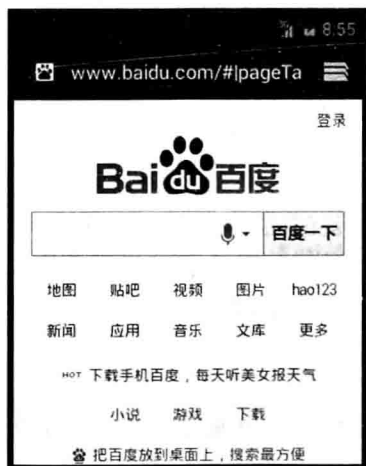 8:55
www.baidu.com/#|pageTa
登录
Bai du 百度
百度一下
地图 贴吧 视频 图片 hao123
新闻 应用 音乐 文库 更多
HOT 下载手机百度，每天听美女报天气
小说 游戏 下载
把百度放到桌面上，搜索最方便